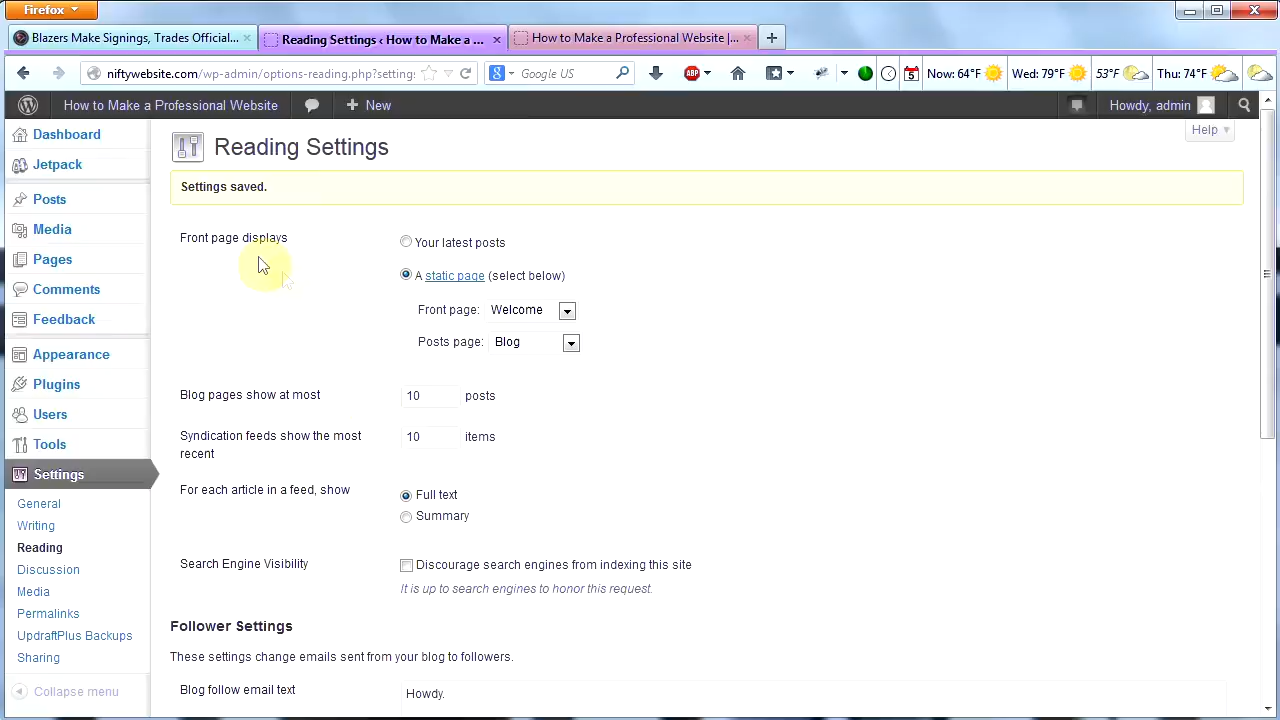 Firefox
Blazers Make Signings, Trades Official...
Reading Settings ‹ How to Make a ...
How to Make a Professional Website | ...
niftywebsite.com/wp-admin/options-reading.php?setting:
Google US
ABP
Now: 64°F
Wed: 79°F
53°F
Thu: 74°F
How to Make a Professional Website
New
Howdy, admin
Dashboard
Jetpack
Posts
Media
Pages
Comments
Feedback
Appearance
Plugins
Users
Tools
Settings
General
Writing
Reading
Discussion
Media
Permalinks
UpdraftPlus Backups
Sharing
Collapse menu
Help
Reading Settings
Settings saved.
Front page displays
Your latest posts
A static page (select below)
Front page: Welcome
Posts page: Blog
Blog pages show at most 10 posts
Syndication feeds show the most recent 10 items
For each article in a feed, show
Full text
Summary
Search Engine Visibility
Discourage search engines from indexing this site
It is up to search engines to honor this request.
Follower Settings
These settings change emails sent from your blog to followers.
Blog follow email text
Howdy.